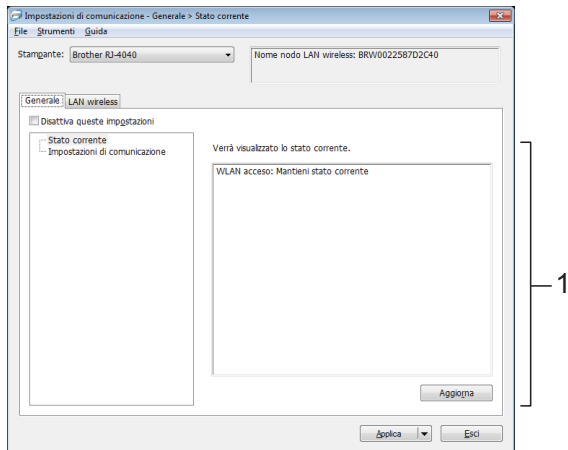 Impostazioni di comunicazione - Generale > Stato corrente
File Strumenti Guida
Stampante: Brother RJ-4040
Nome nodo LAN wireless: BRW0022587D2C40
Generale LAN wireless
Disattiva queste impostazioni
Stato corrente
Impostazioni di comunicazione
Verrà visualizzato lo stato corrente.
WLAN acceso: Mantieni stato corrente
1
Aggiorna
Applica Esci